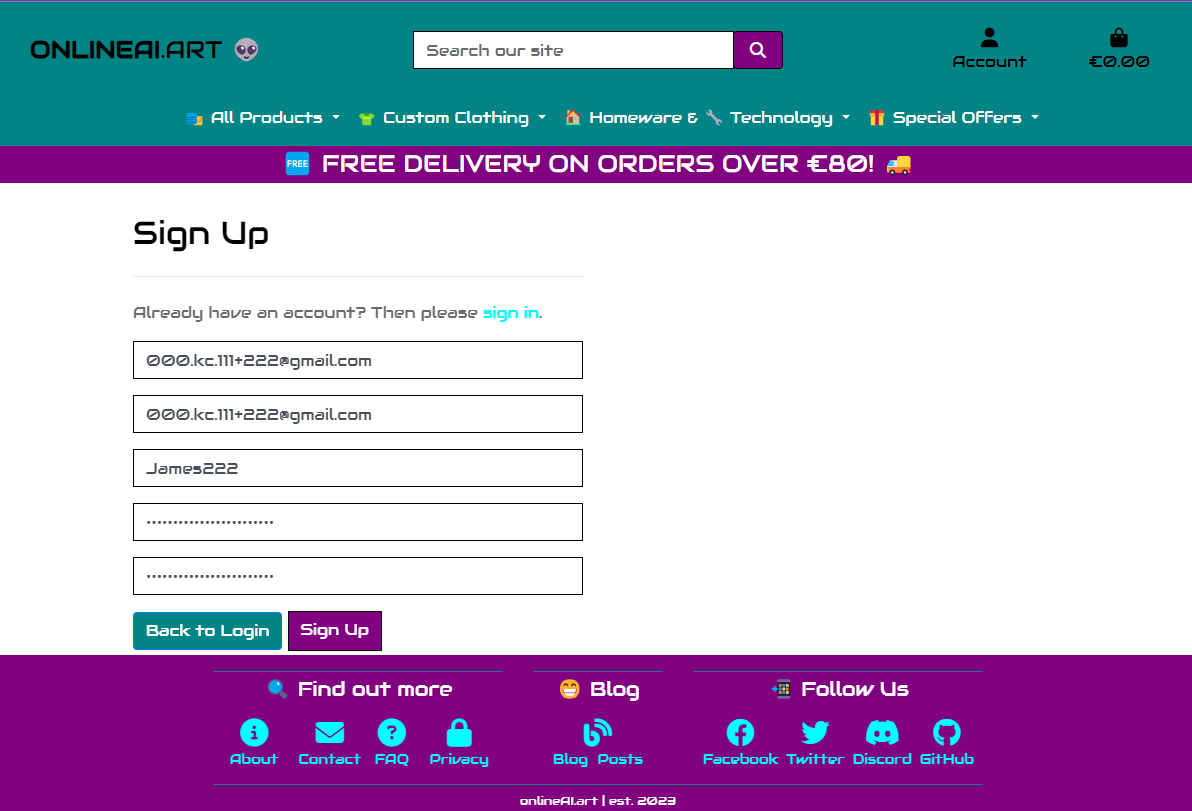 ONLINEAI.ART
Search our site
Account
€0.00
All Products
Custom Clothing
Homeware & 🔧 Technology
Special Offers
FREE FREE DELIVERY ON ORDERS OVER €80!
Sign Up
Already have an account? Then please sign in.
000.kc.111+222@gmail.com
000.kc.111+222@gmail.com
James222
Back to Login
Sign Up
Find out more
Blog
Follow Us
About
Contact
FAQ
Privacy
Blog Posts
Facebook
Twitter
Discord
GitHub
onlineAI.art | est. 2023